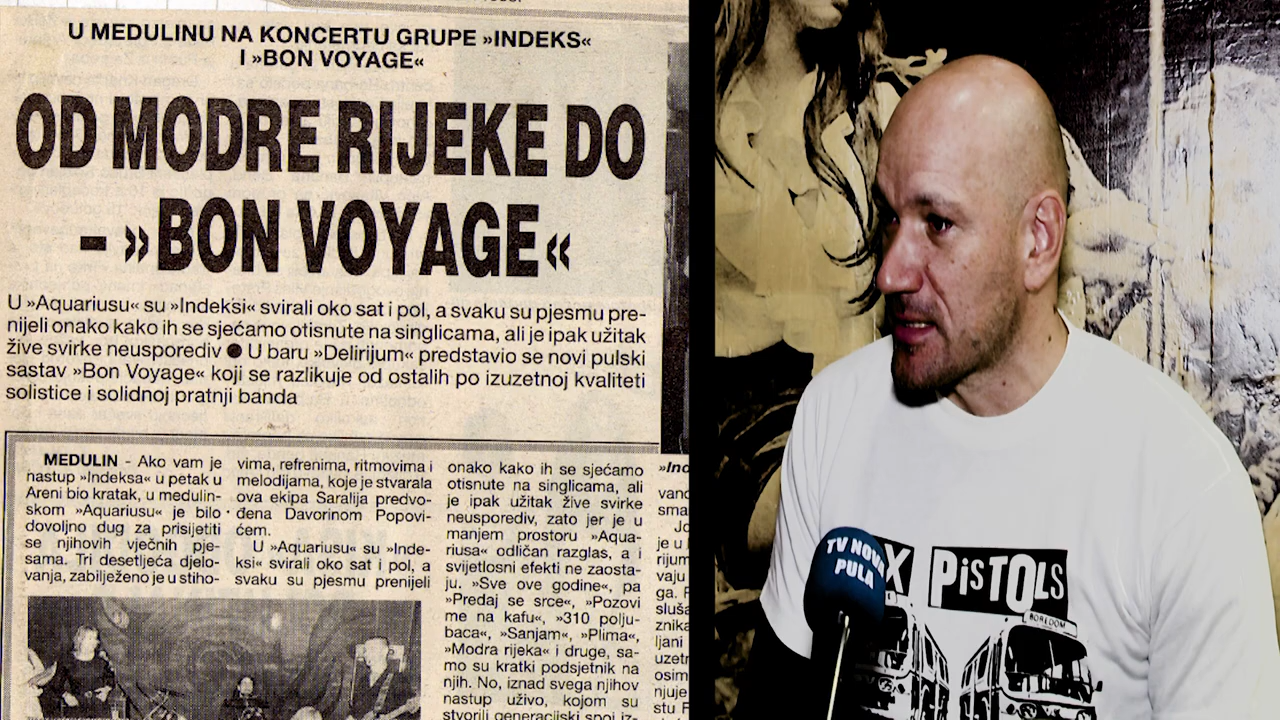 U MEDULINU NA KONCERTU GRUPE »INDEKS«
I »BON VOYAGE«
OD MODRE RIJEKE DO
– »BON VOYAGE«
U »Aquariusu« su »Indeksi« svirali oko sat i pol, a svaku su pjesmu pre-
nijeli onako kako ih se sjećamo otisnute na singlicama, ali je ipak užitak
žive svirke neusporediv ● U baru »Delirijum« predstavio se novi pulski
sastav »Bon Voyage« koji se razlikuje od ostalih po izuzetnoj kvaliteti
solistice i solidnoj pratnji banda
MEDULIN - Ako vam je
nastup »Indeksa« u petak u
Areni bio kratak, u medulin-
skom »Aquariusu« je bilo
dovoljno dug za prisijetiti
se njihovih vječnih pje-
sama. Tri desetljeća djelo-
vanja, zabilježeno je u stiho-
vima, refrenima, ritmovima i
melodijama, koje je stvarala
ova ekipa Saralija predvo-
đena Davorinom Popovi-
ćem.
U »Aquariusu« su »Inde-
ksi« svirali oko sat i pol, a
svaku su pjesmu prenijeli
onako kako ih se sjećamo
otisnute na singlicama, ali
je ipak užitak žive svirke
neusporediv, zato jer je u
manjem prostoru »Aqua-
riusa« odličan razglas, a i
svijetlosni efekti ne zaosta-
ju. »Sve ove godine«, pa
»Predaj se srce«, »Pozovi
me na kafu«, »310 polju-
baca«, »Sanjam«, »Plima«,
»Modra rijeka« i druge, sa-
mo su kratki podsjetnik na
njih. No, iznad svega njihov
nastup uživo, kojom su
stvorili generacijski spoj iz-
TV NOVA
PULA
PiSTOLS
BOREDOM